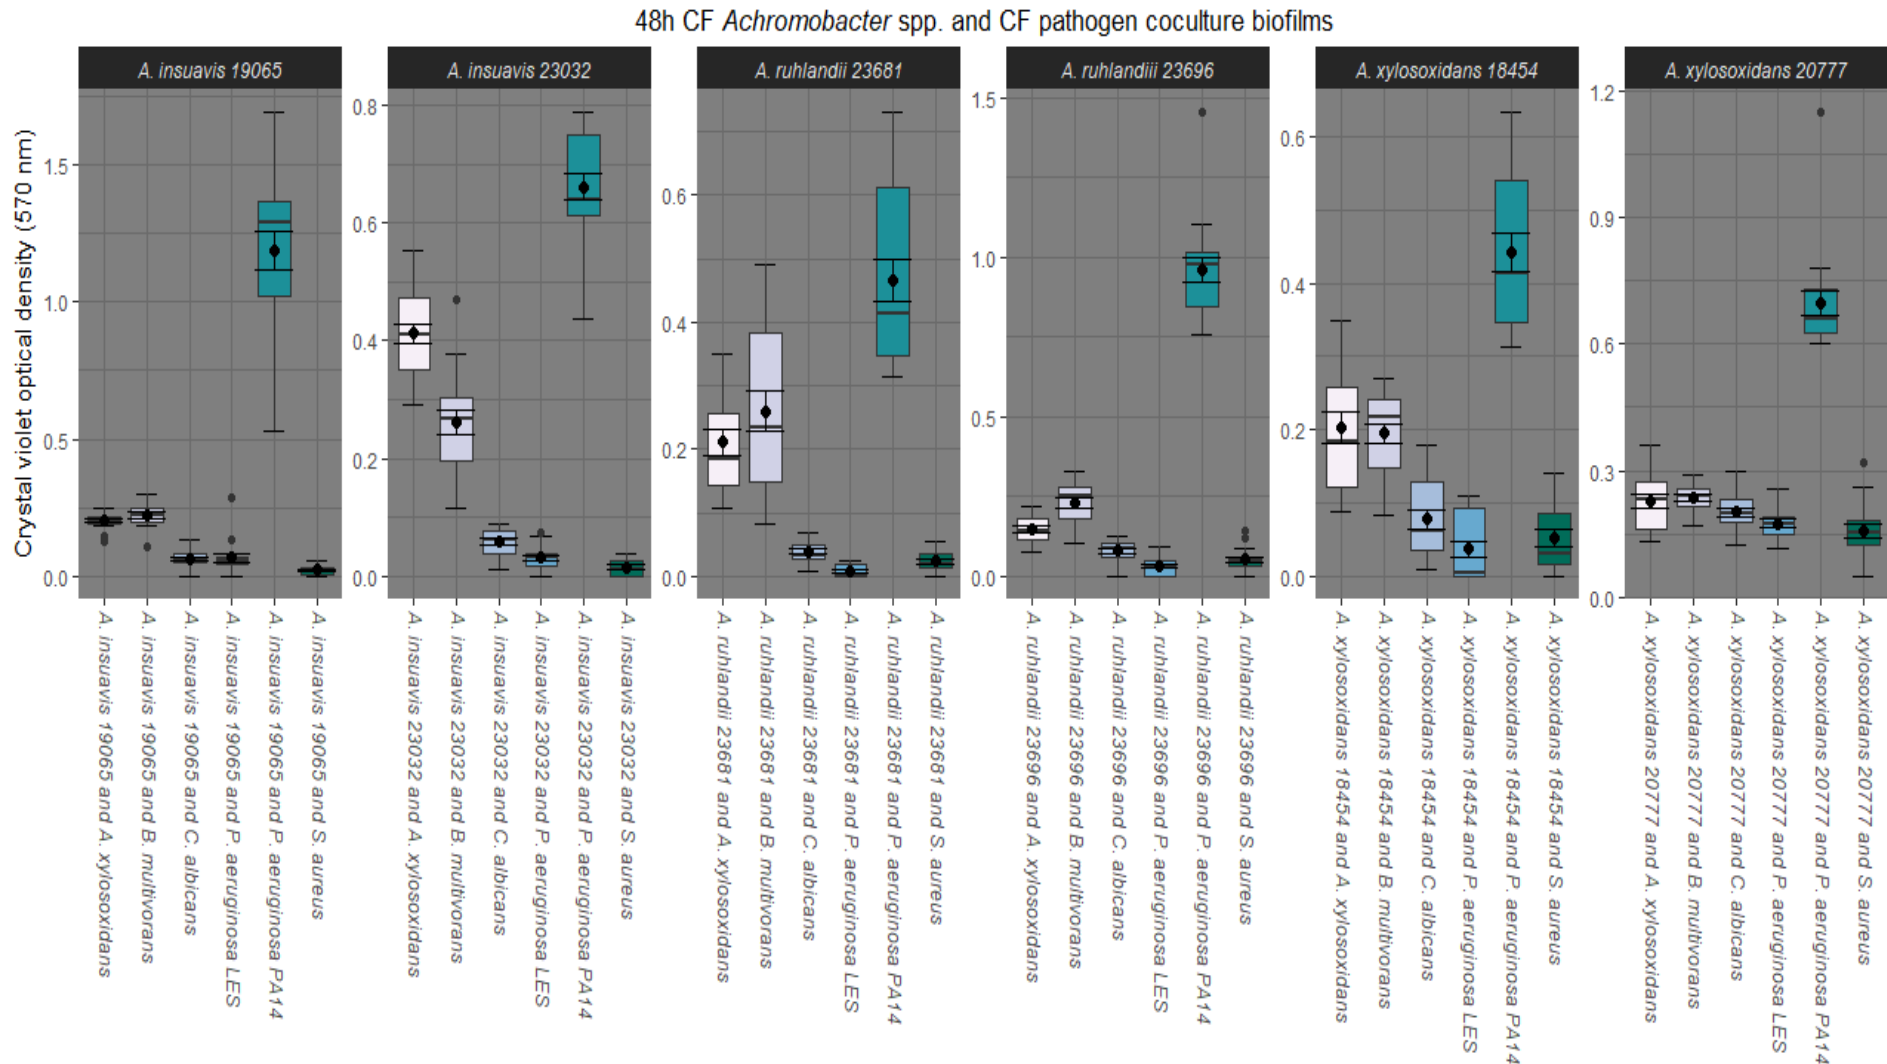 48h CF Achromobacter spp. and CF pathogen coculture biofilms
A. insuavis 19065
A. insuavis 23032
A. ruhlandii 23681
A. ruhlandiii 23696
A. xylosoxidans 18454
A. xylosoxidans 20777
Crystal violet optical density (570 nm)
1.5
1.0
0.5
0.0
0.8
0.6
0.4
0.2
0.0
0.6
0.4
0.2
0.0
1.5
1.0
0.5
0.0
0.6
0.4
0.2
0.0
1.2
0.9
0.6
0.3
0.0
A. insuavis 19065 and A. xylosoxidans
A. insuavis 19065 and B. multivorans
A. insuavis 19065 and C. albicans
A. insuavis 19065 and P. aeruginosa LES
A. insuavis 19065 and P. aeruginosa PA14
A. insuavis 19065 and S. aureus
A. insuavis 23032 and A. xylosoxidans
A. insuavis 23032 and B. multivorans
A. insuavis 23032 and C. albicans
A. insuavis 23032 and P. aeruginosa LES
A. insuavis 23032 and P. aeruginosa PA14
A. insuavis 23032 and S. aureus
A. ruhlandii 23681 and A. xylosoxidans
A. ruhlandii 23681 and B. multivorans
A. ruhlandii 23681 and C. albicans
A. ruhlandii 23681 and P. aeruginosa LES
A. ruhlandii 23681 and P. aeruginosa PA14
A. ruhlandii 23681 and S. aureus
A. ruhlandii 23696 and A. xylosoxidans
A. ruhlandii 23696 and B. multivorans
A. ruhlandii 23696 and C. albicans
A. ruhlandii 23696 and P. aeruginosa LES
A. ruhlandii 23696 and P. aeruginosa PA14
A. ruhlandii 23696 and S. aureus
A. xylosoxidans 18454 and A. xylosoxidans
A. xylosoxidans 18454 and B. multivorans
A. xylosoxidans 18454 and C. albicans
A. xylosoxidans 18454 and P. aeruginosa LES
A. xylosoxidans 18454 and P. aeruginosa PA14
A. xylosoxidans 18454 and S. aureus
A. xylosoxidans 20777 and A. xylosoxidans
A. xylosoxidans 20777 and B. multivorans
A. xylosoxidans 20777 and C. albicans
A. xylosoxidans 20777 and P. aeruginosa LES
A. xylosoxidans 20777 and P. aeruginosa PA14
A. xylosoxidans 20777 and S. aureus